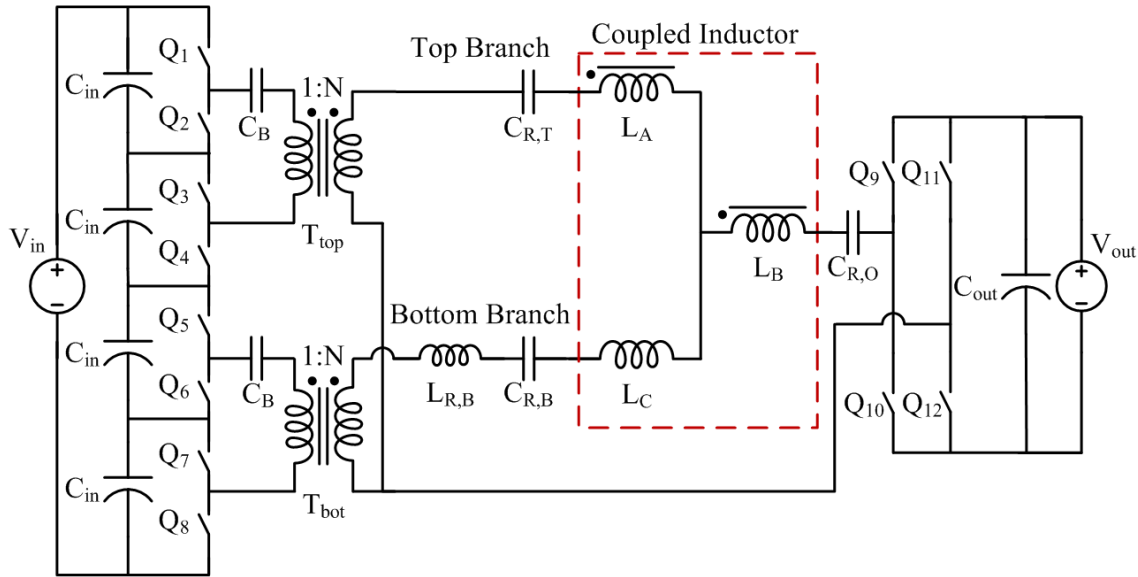 Top Branch
Coupled Inductor
Q1
Cin
CB
1:N
CR,T
LA
Q2
Q3
Q9
Q11
Cin
Ttop
Vin
Q4
LB
CR,O
Vout
Cout
Q5
Bottom Branch
Cin
CB
1:N
Q6
LR,B
CR,B
LC
Q10
Q12
Q7
Cin
Tbot
Q8